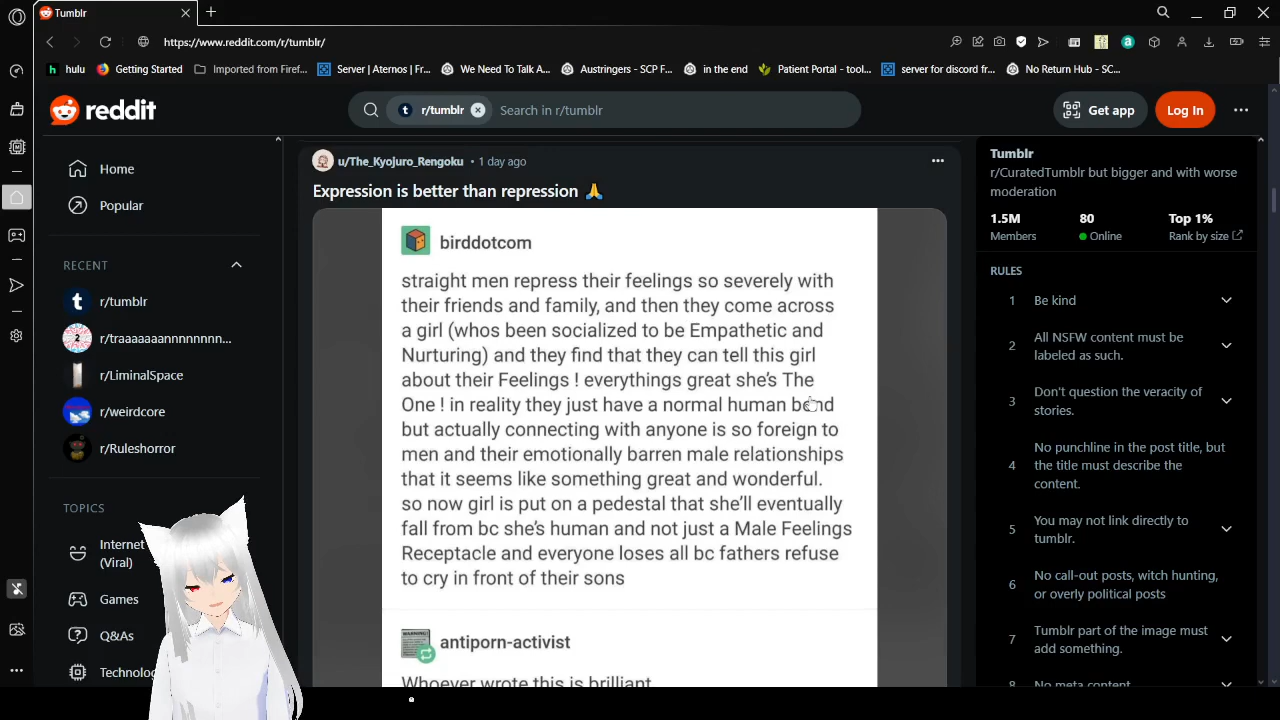 Tumblr
https://www.reddit.com/r/tumblr/
hulu
Getting Started
Imported from Firef...
Server | Aternos | Fr...
We Need To Talk A...
Austringers - SCP F...
in the end
Patient Portal - tool...
server for discord fr...
No Return Hub - SC...
reddit
r/tumblr
Search in r/tumblr
Get app
Log In
Home
Popular
RECENT
r/tumblr
r/traaaaaaannnnnnnn...
r/LiminalSpace
r/weirdcore
r/Ruleshorror
TOPICS
Internet
(Viral)
Games
Q&As
Technolo
u/The_Kyojuro_Rengoku • 1 day ago
Expression is better than repression 🙏
birddotcom
straight men repress their feelings so severely with
their friends and family, and then they come across
a girl (whos been socialized to be Empathetic and
Nurturing) and they find that they can tell this girl
about their Feelings ! everythings great she's The
One ! in reality they just have a normal human bond
but actually connecting with anyone is so foreign to
men and their emotionally barren male relationships
that it seems like something great and wonderful.
so now girl is put on a pedestal that she'll eventually
fall from bc she's human and not just a Male Feelings
Receptacle and everyone loses all bc fathers refuse
to cry in front of their sons
WARNING!
antiporn-activist
Whoever wrote this is brilliant
Tumblr
r/CuratedTumblr but bigger and with worse
moderation
1.5M
Members
80
Online
Top 1%
Rank by size
RULES
1 Be kind
2 All NSFW content must be
labeled as such.
3 Don't question the veracity of
stories.
4 No punchline in the post title, but
the title must describe the
content.
5 You may not link directly to
tumblr.
6 No call-out posts, witch hunting,
or overly political posts
7 Tumblr part of the image must
add something.
8 No meta content